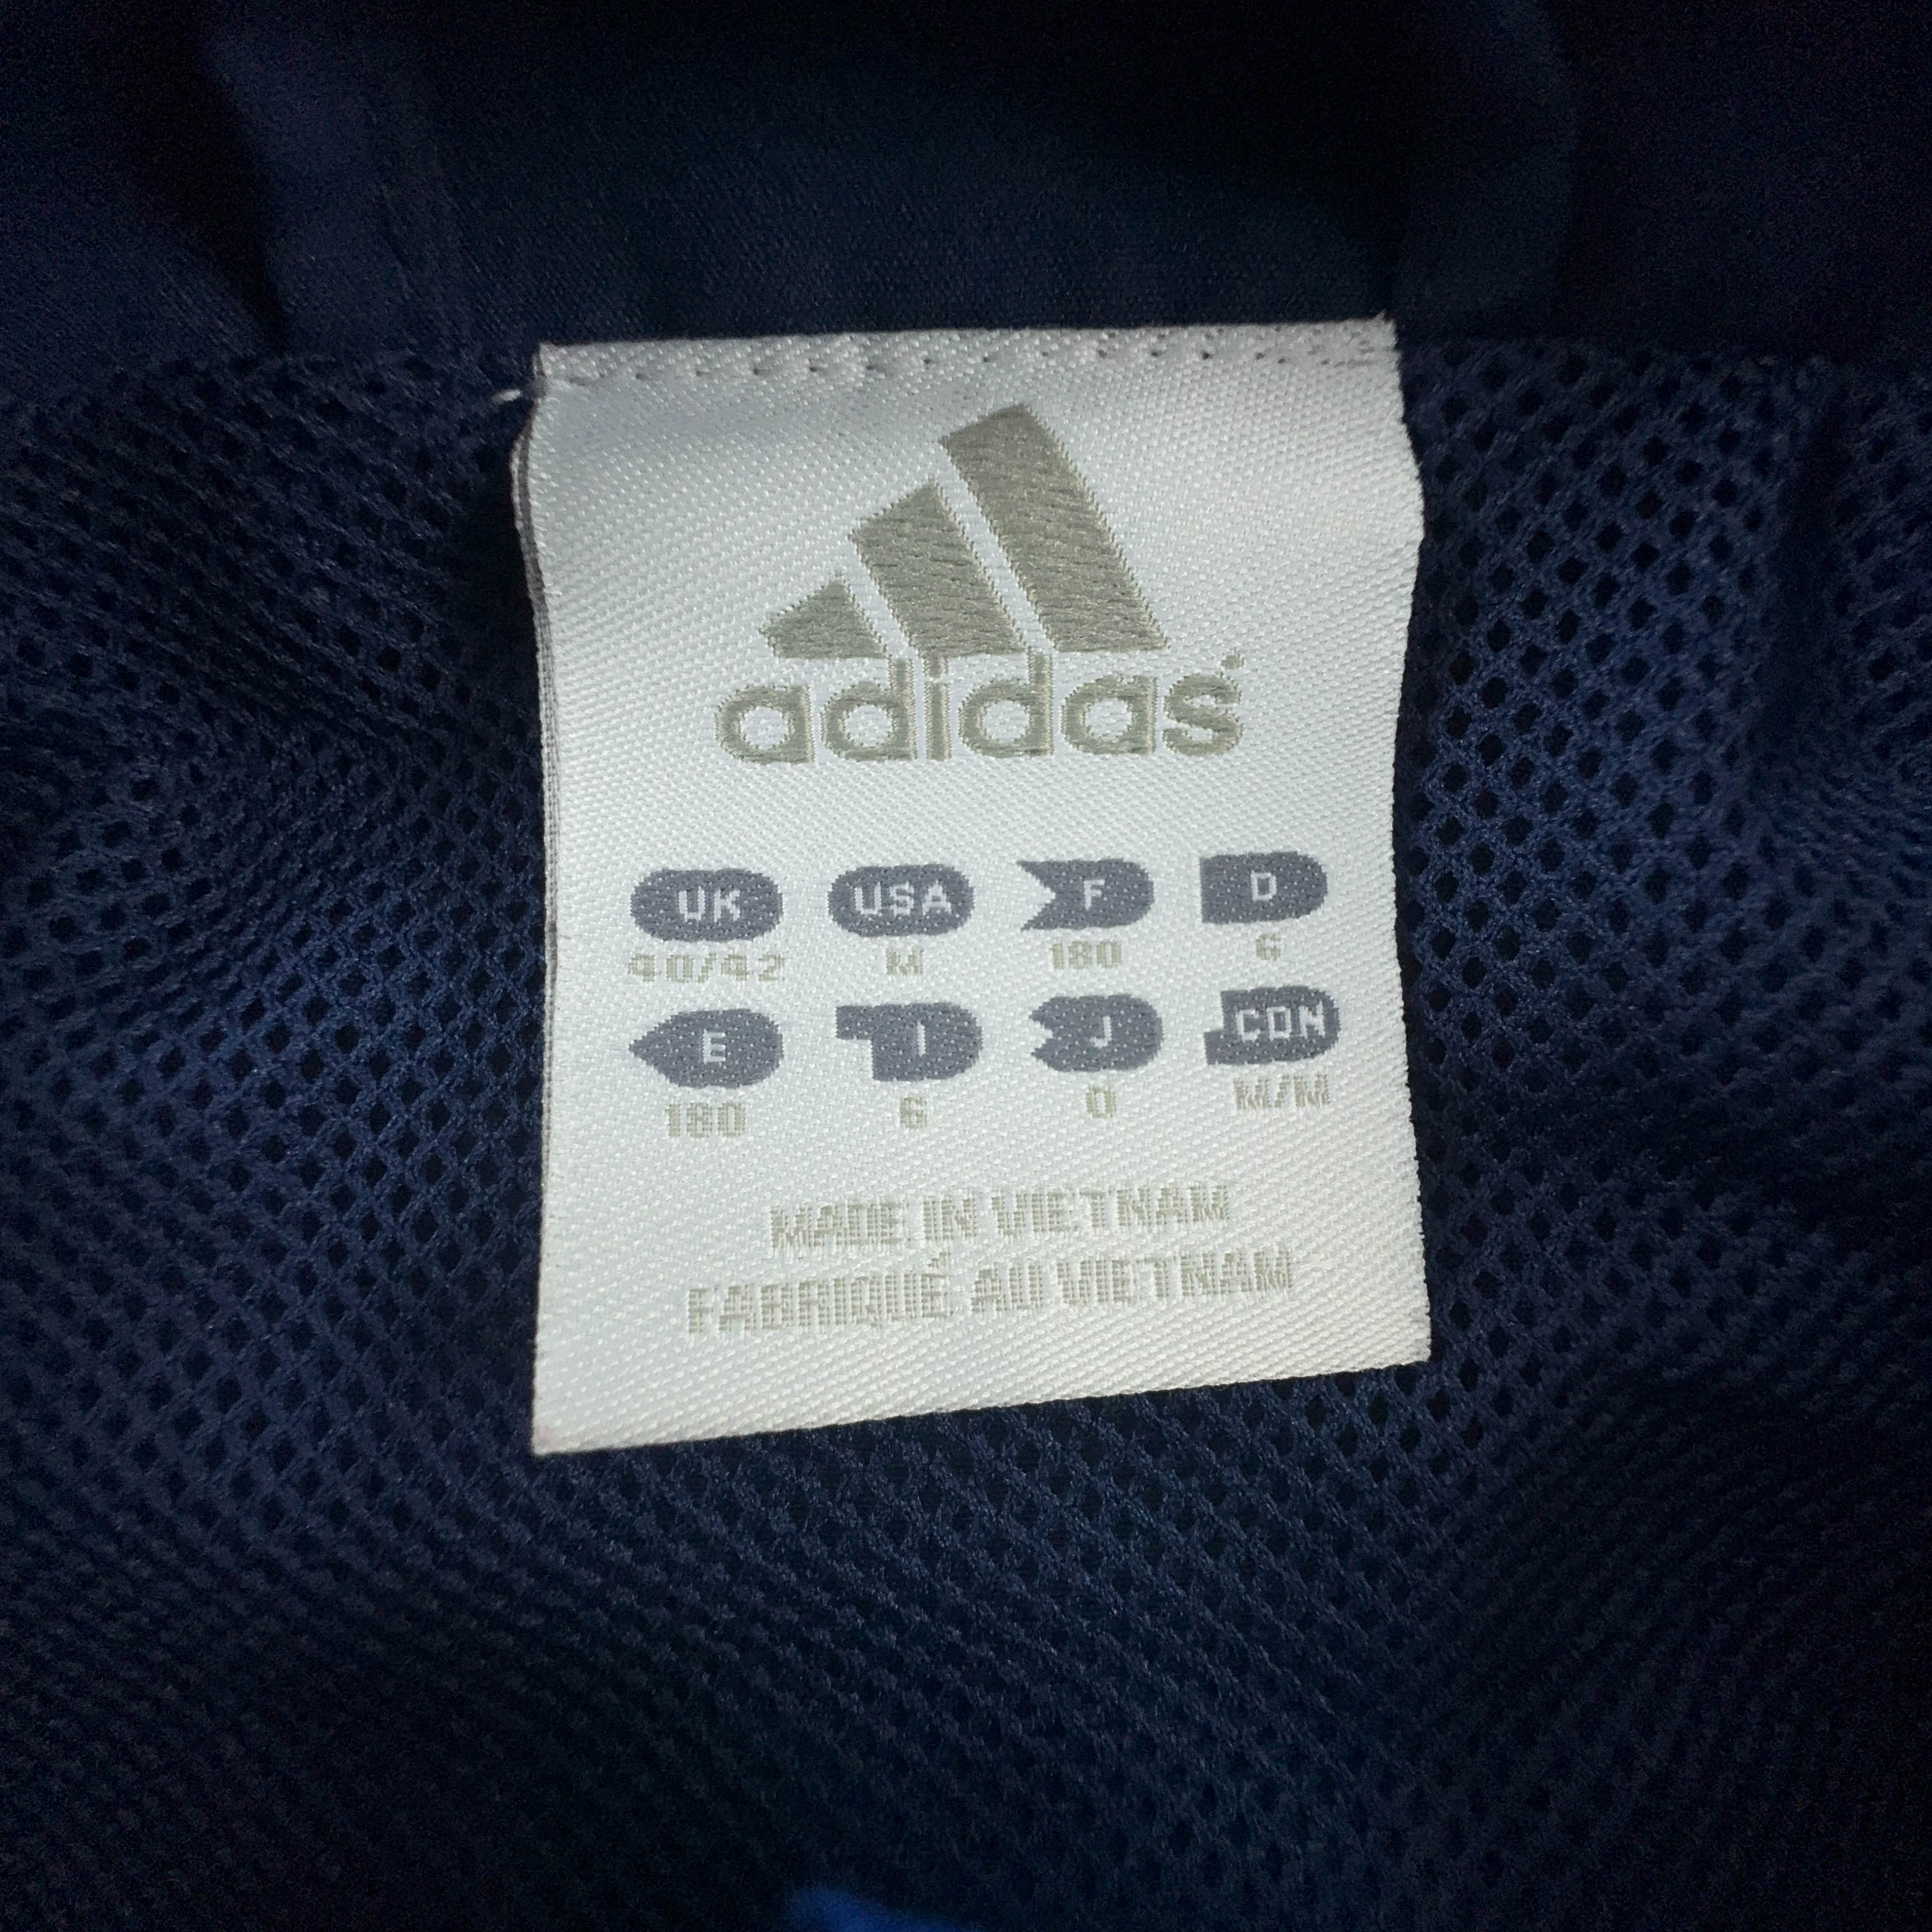 adidas
UK USA F D
40/42 M 180 6
E I J CDN
180 6 O M/M
MADE IN VIETNAM
FABRIQUÉ AU VIETNAM